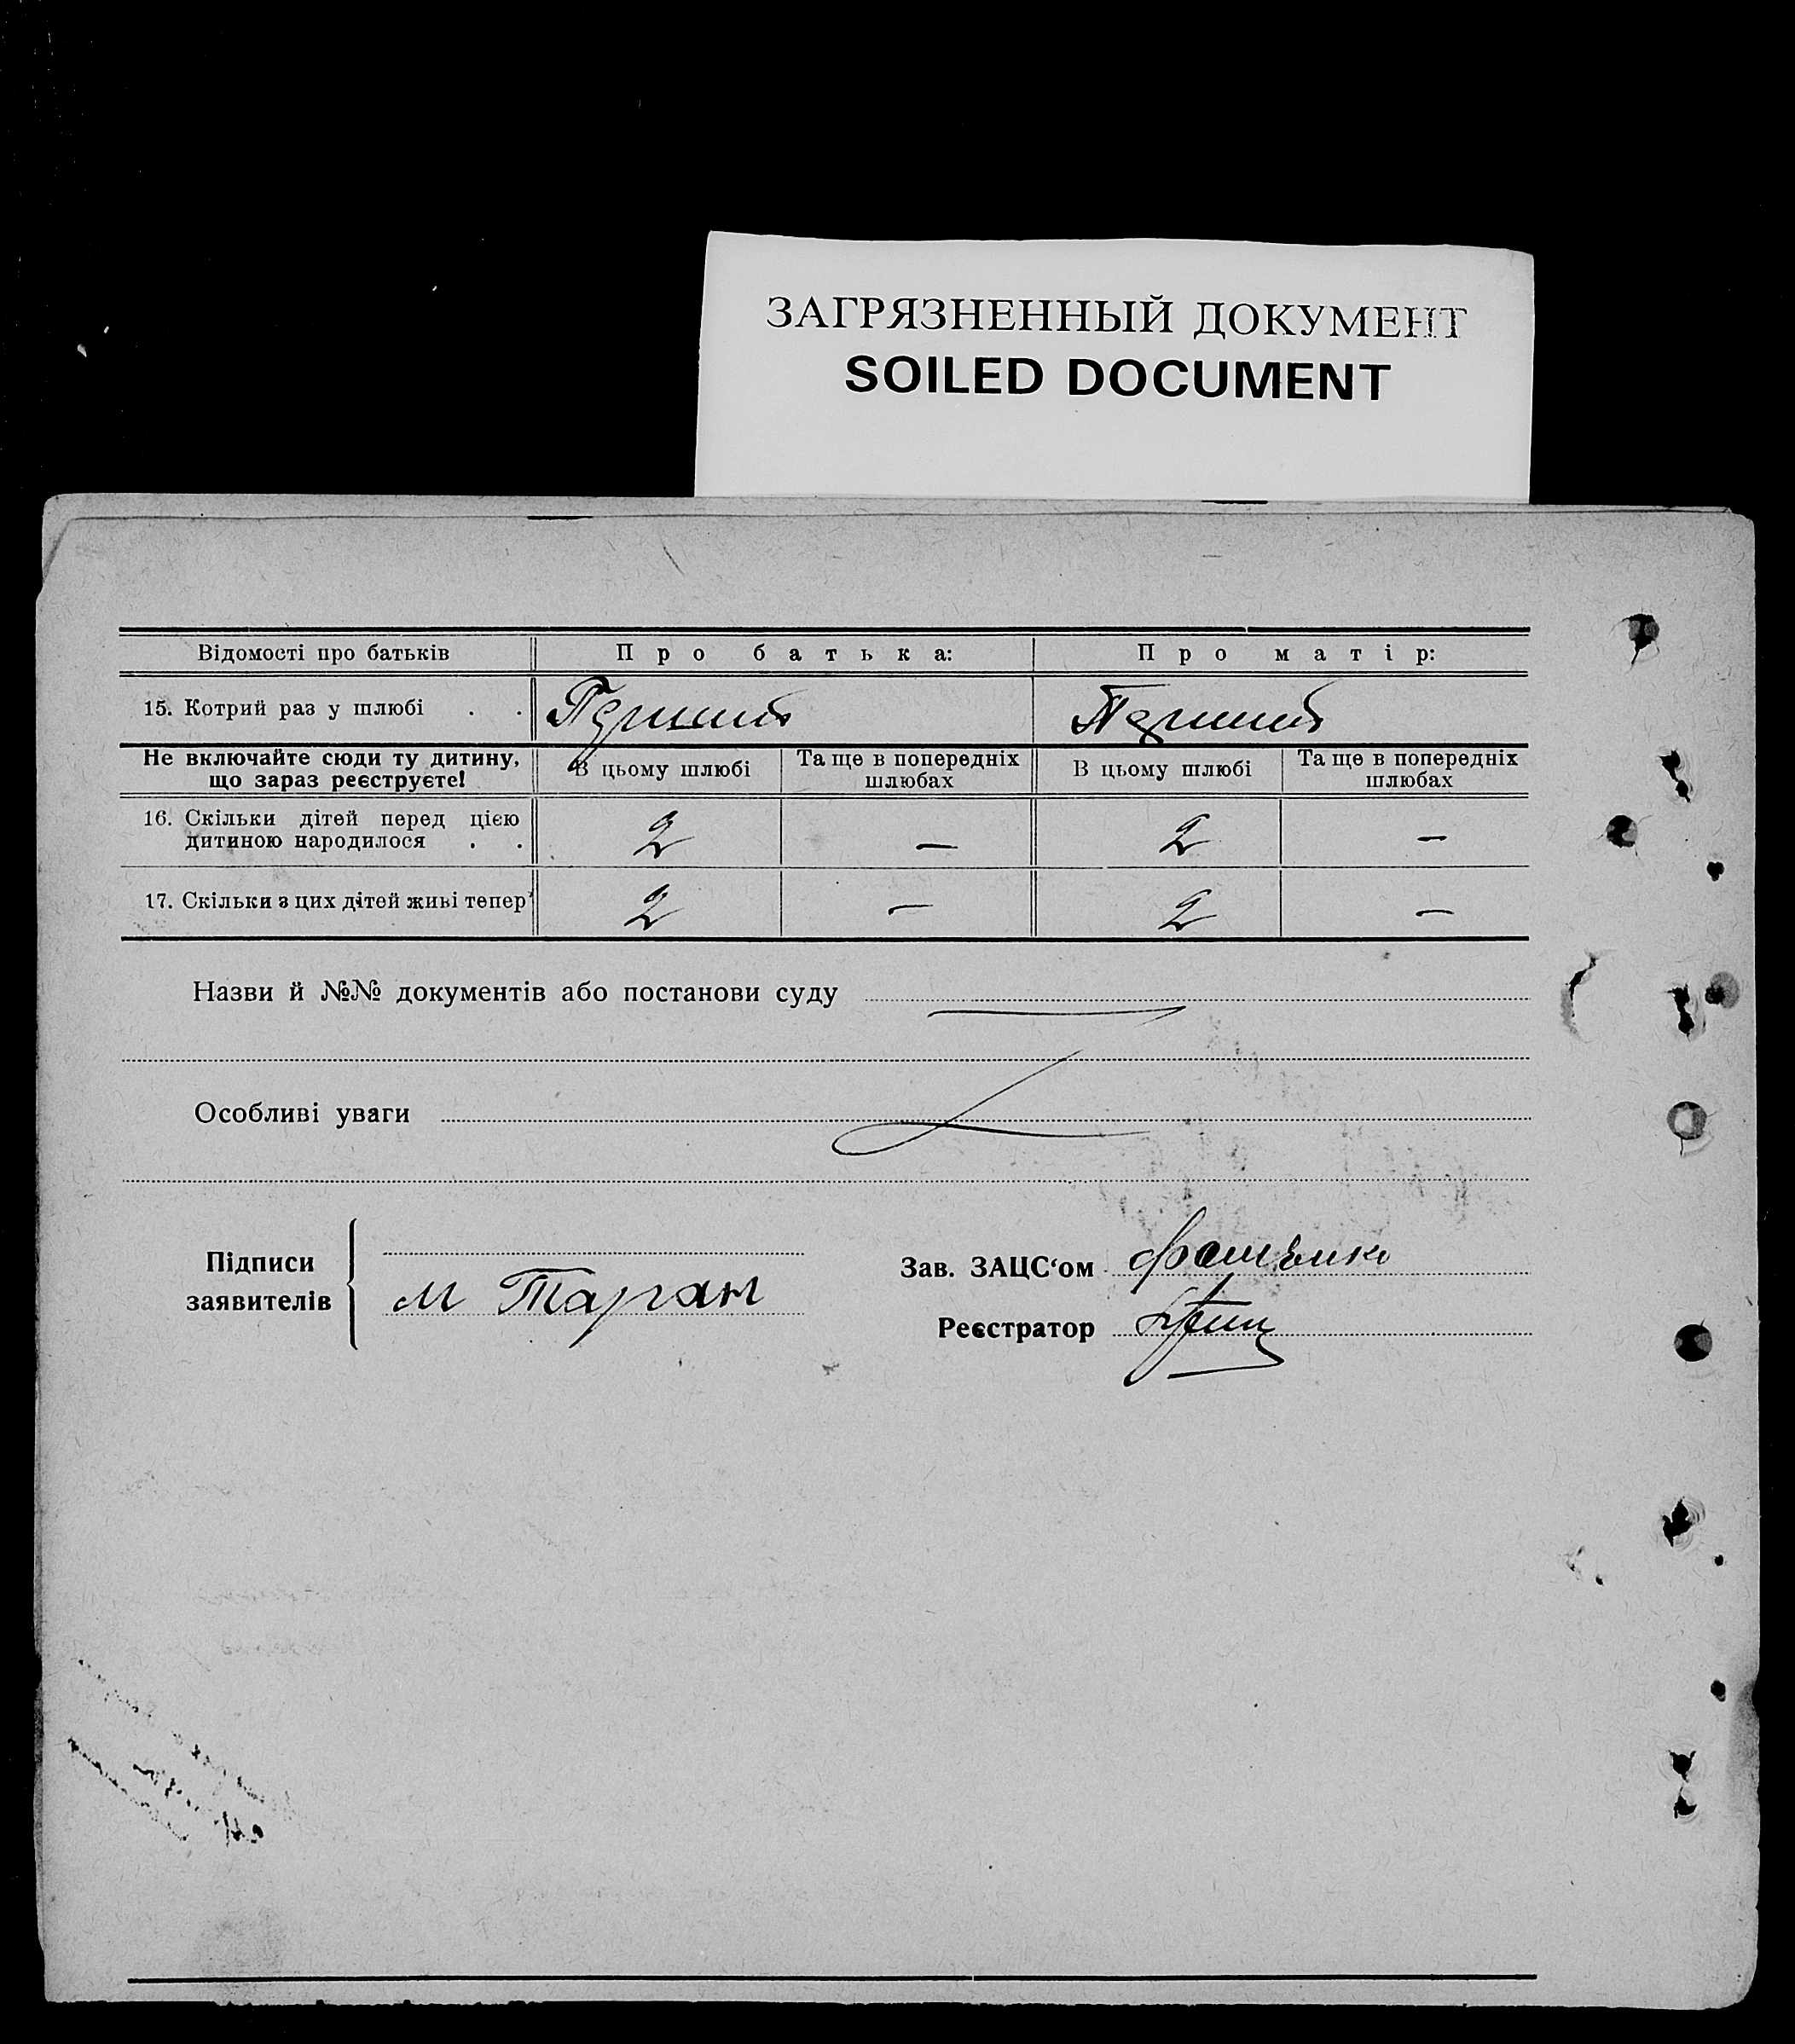 ЗАГРЯЗНЕННЫЙ ДОКУМЕНТ
SOILED DOCUMENT
Відомості про батьків Про батька: Про матір:
15. Котрий раз у шлюбі . . Перший Перший
Не включайте сюди ту дитину, що зараз реєструєте! В цьому шлюбі Та ще в попередніх шлюбах В цьому шлюбі Та ще в попередніх шлюбах
16. Скільки дітей перед цією
дитиною народилося . . 2 — 2 —
17. Скільки з цих дітей живі тепер 2 — 2 —
Назви й №№ документів або постанови суду
Особливі уваги
Підписи
заявителів
М Таран
Зав. ЗАЦС‘ом
Реєстратор